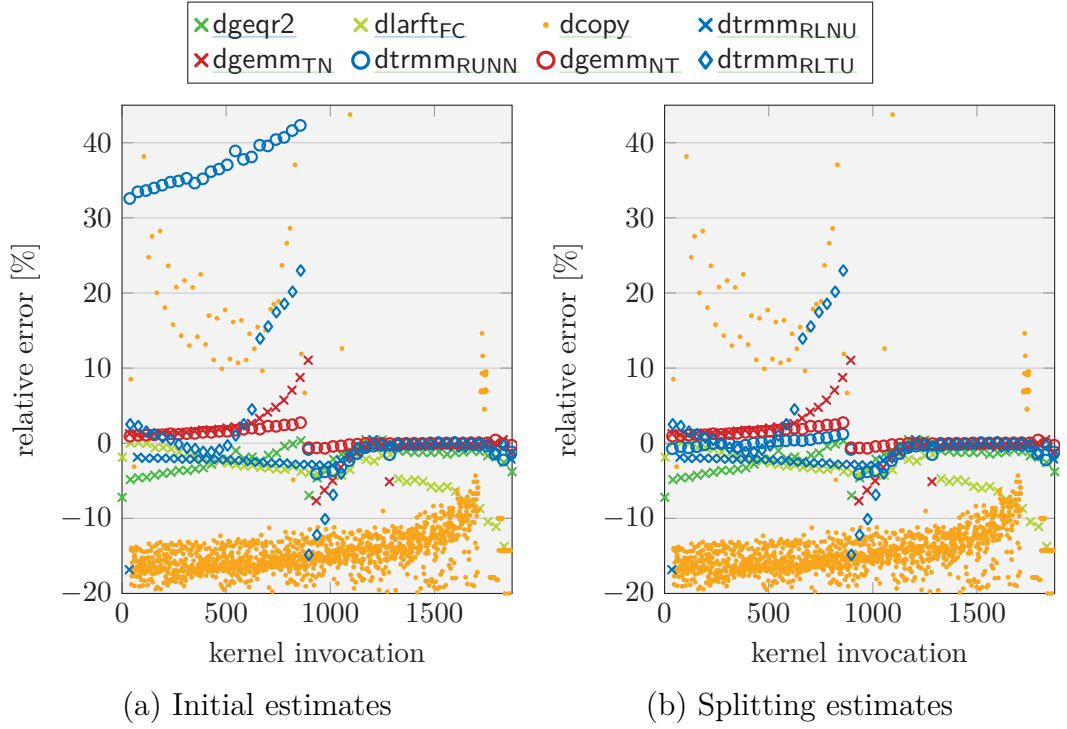 dgeqr2 dlarftFC dcopy dtrmmRLNU
dgemmTN dtrmmRUNN dgemmNT dtrmmRLTU
relative error [%]
40
30
20
10
0
−10
−20
0 500 1000 1500
kernel invocation
(a) Initial estimates
relative error [%]
40
30
20
10
0
−10
−20
0 500 1000 1500
kernel invocation
(b) Splitting estimates